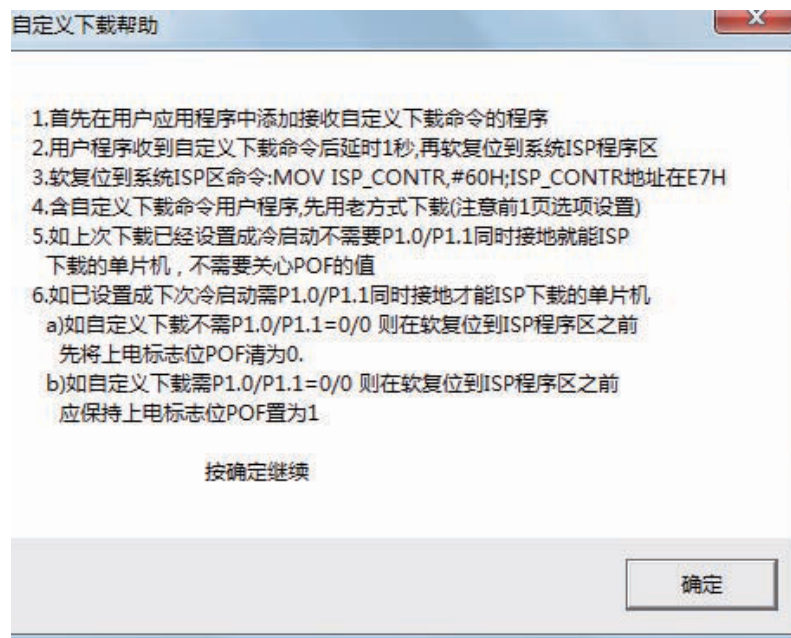 自定义下载帮助
1.首先在用户应用程序中添加接收自定义下载命令的程序
2.用户程序收到自定义下载命令后延时1秒,再软复位到系统ISP程序区
3.软复位到系统ISP区命令:MOV ISP_CONTR,#60H;ISP_CONTR地址在E7H
4.含自定义下载命令用户程序,先用老方式下载(注意前1页选项设置)
5.如上次下载已经设置成冷启动不需要P1.0/P1.1同时接地就能ISP
下载的单片机，不需要关心POF的值
6.如已设置成下次冷启动需P1.0/P1.1同时接地才能ISP下载的单片机
a)如自定义下载不需P1.0/P1.1=0/0 则在软复位到ISP程序区之前
先将上电标志位POF清为0.
b)如自定义下载需P1.0/P1.1=0/0 则在软复位到ISP程序区之前
应保持上电标志位POF置为1
按确定继续
确定